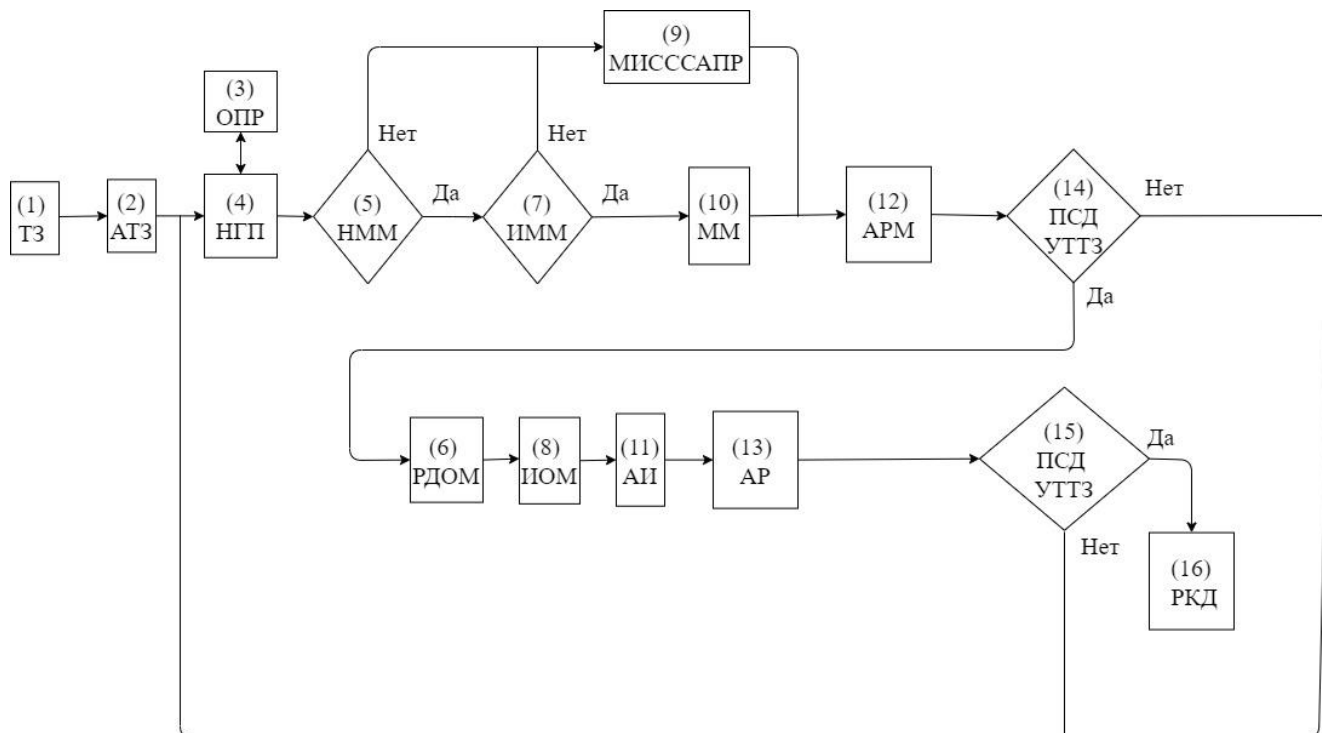 (9)
МИСССАПР
(3)
ОПР
Нет
Нет
(1)
ТЗ
(2)
АТЗ
(4)
НГП
(5)
НММ
Да
(7)
ИММ
Да
(10)
ММ
(12)
АРМ
(14)
ПСД
УТТЗ
Нет
Да
(6)
РДОМ
(8)
ИОМ
(11)
АИ
(13)
АР
(15)
ПСД
УТТЗ
Да
Нет
(16)
РКД